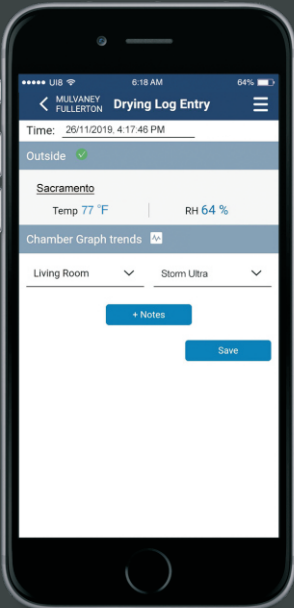 UI8 6:18 AM 64%
MULVANEY
FULLERTON Drying Log Entry
Time: 26/11/2019, 4:17:46 PM
Outside
Sacramento
Temp 77 °F RH 64 %
Chamber Graph trends
Living Room Storm Ultra
+ Notes
Save